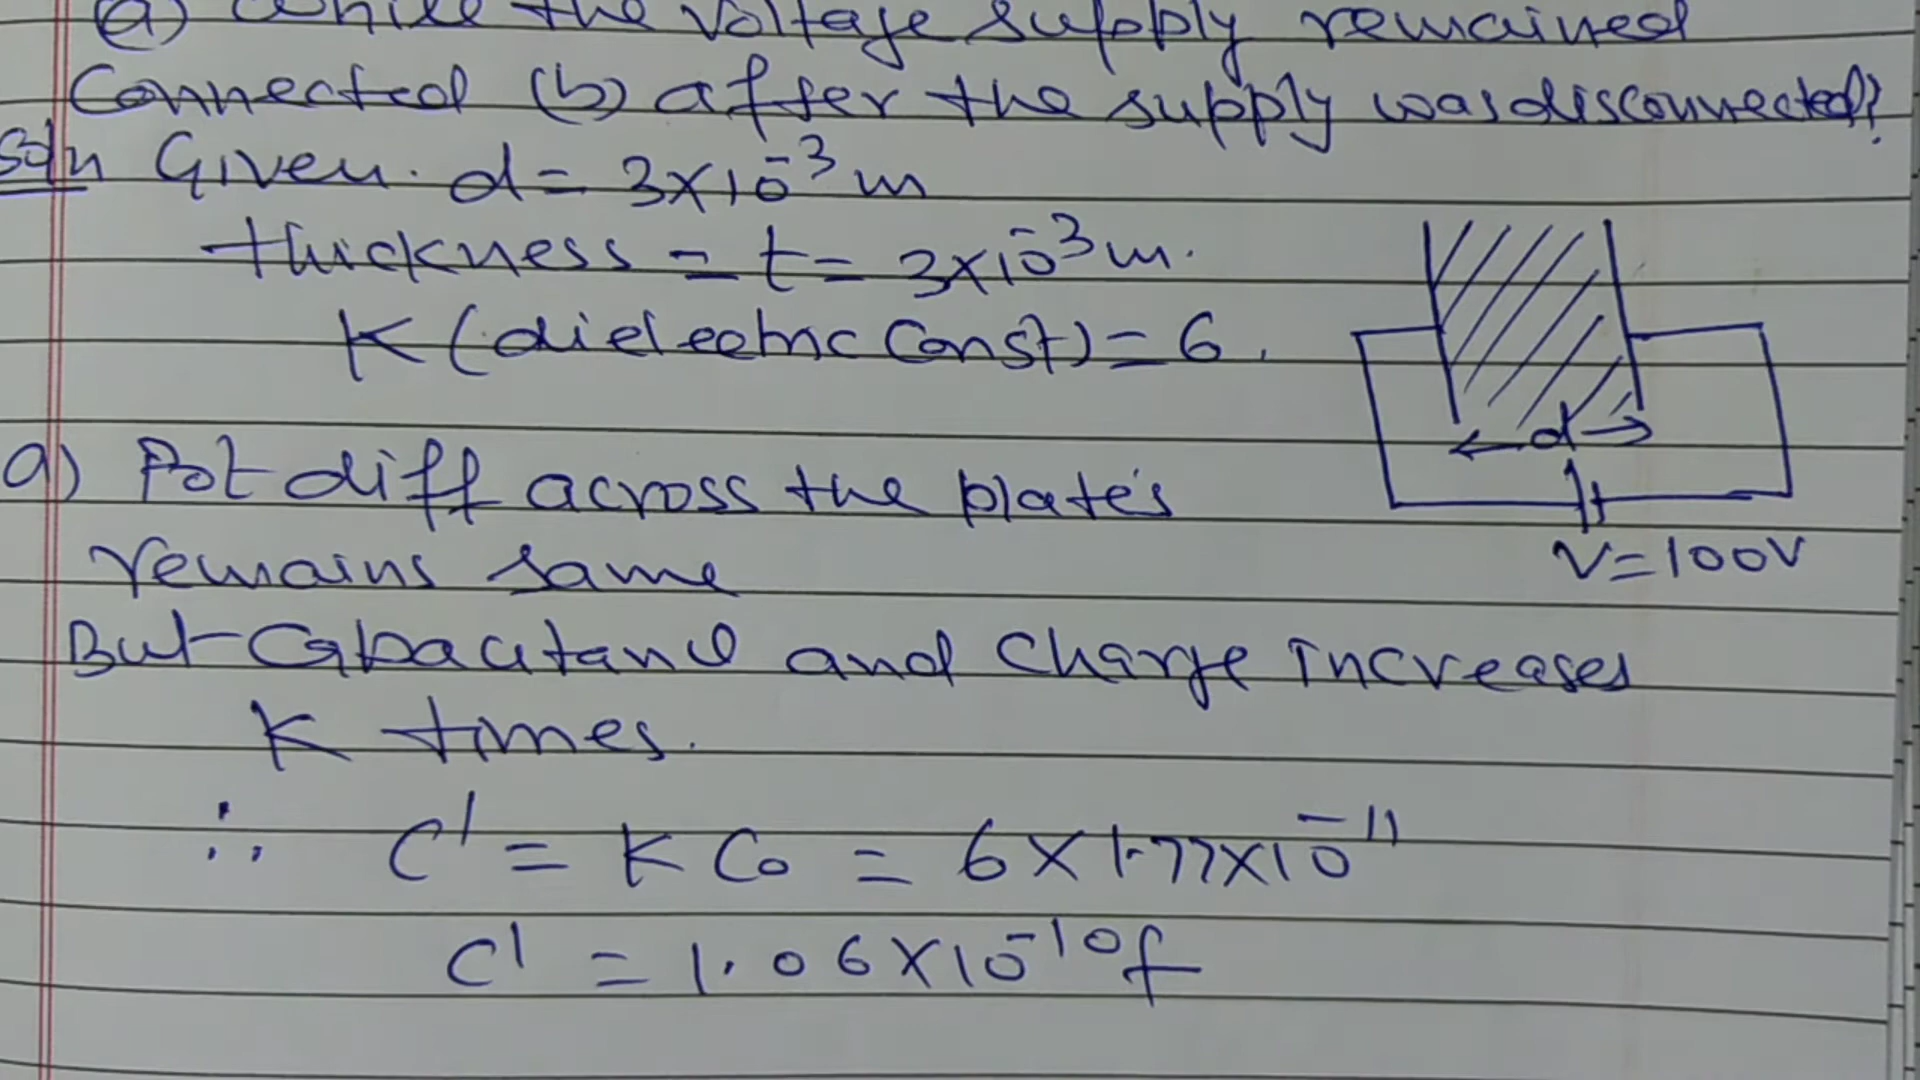 (a) While the voltage supply remained
Connected (b) after the supply was disconnected?
Soln Given. d = 3×10⁻³ m
thickness = t = 3×10⁻³ m.
K (dielectric Const) = 6.
d
V=100V
a) Pot diff across the plates
remains same
But Capacitance and Charge increases
K times.
∴ C' = K C₀ = 6×1.77×10⁻¹¹
C' = 1.06×10⁻¹⁰ f